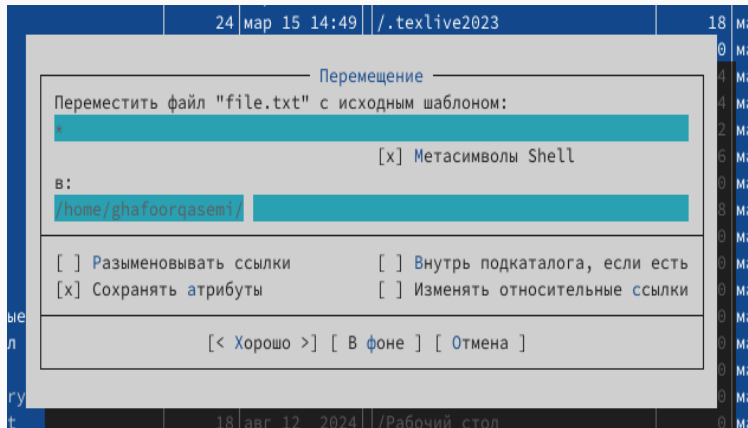 24 мар 15 14:49 /.texlive2023 18
Перемещение
Переместить файл "file.txt" с исходным шаблоном:
*
[x] Метасимволы Shell
в:
/home/ghafoorqasemi/
[ ] Разыменовывать ссылки [ ] Внутрь подкаталога, если есть
[x] Сохранять атрибуты [ ] Изменять относительные ссылки
[< Хорошо >] [ В фоне ] [ Отмена ]
18 авг 12 2024 /Рабочий стол